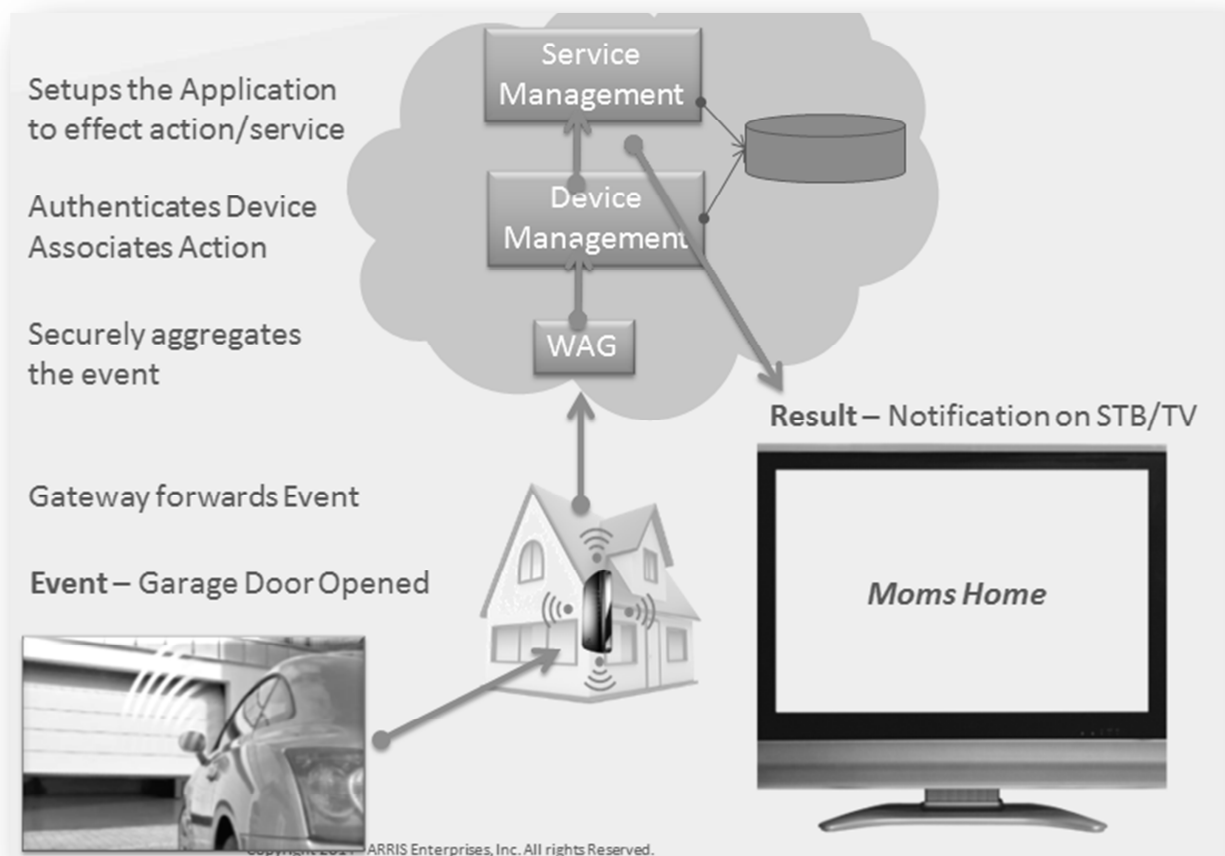 Service
Management
Setups the Application
to effect action/service
Device
Management
Authenticates Device
Associates Action
WAG
Securely aggregates
the event
Result – Notification on STB/TV
Gateway forwards Event
Event – Garage Door Opened
Moms Home
ARRIS Enterprises, Inc. All rights Reserved.